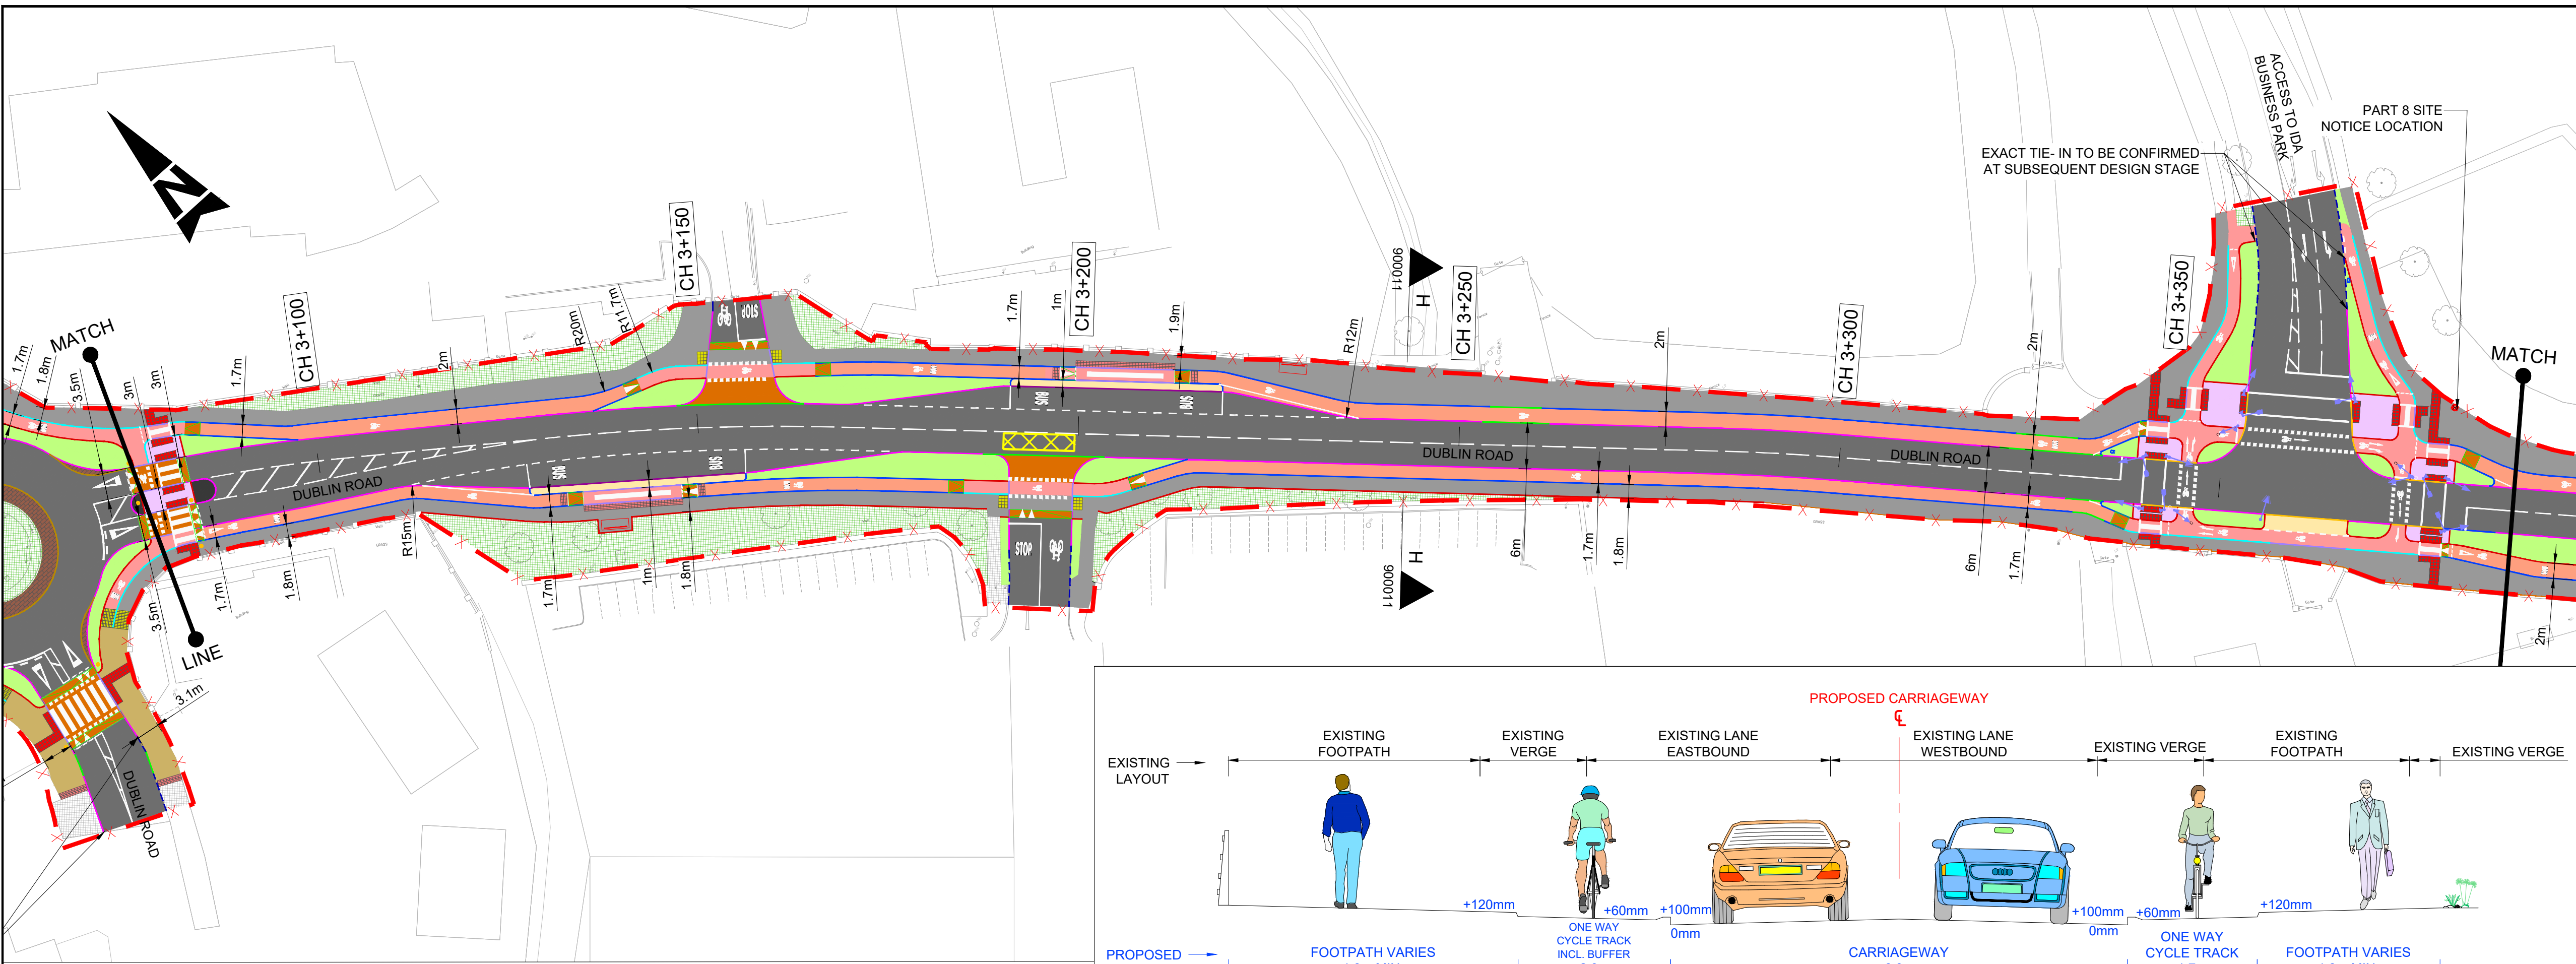 ACCESS TO IDA
BUSINESS PARK
PART 8 SITE
NOTICE LOCATION
EXACT TIE- IN TO BE CONFIRMED
AT SUBSEQUENT DESIGN STAGE
N
MATCH
LINE
MATCH
CH 3+100
CH 3+150
CH 3+200
CH 3+250
CH 3+300
CH 3+350
900011
H
H
900011
1.7m
1.8m
3.5m
3m
3m
1.7m
2m
R20m
R11.7m
1.7m
1m
1.9m
R12m
2m
2m
STOP
BUS
BUS
BUS
BUS
STOP
DUBLIN ROAD
DUBLIN ROAD
DUBLIN ROAD
DUBLIN ROAD
3.5m
1.7m
1.8m
R15m
1.7m
1m
1.8m
6m
1.7m
1.8m
6m
1.7m
2m
3.1m
PROPOSED CARRIAGEWAY
CL
EXISTING
LAYOUT
EXISTING
FOOTPATH
EXISTING
VERGE
EXISTING LANE
EASTBOUND
EXISTING LANE
WESTBOUND
EXISTING VERGE
EXISTING
FOOTPATH
EXISTING VERGE
+120mm
+60mm
+100mm
0mm
+100mm
0mm
+60mm
+120mm
PROPOSED
FOOTPATH VARIES
ONE WAY
CYCLE TRACK
INCL. BUFFER
CARRIAGEWAY
ONE WAY
CYCLE TRACK
FOOTPATH VARIES